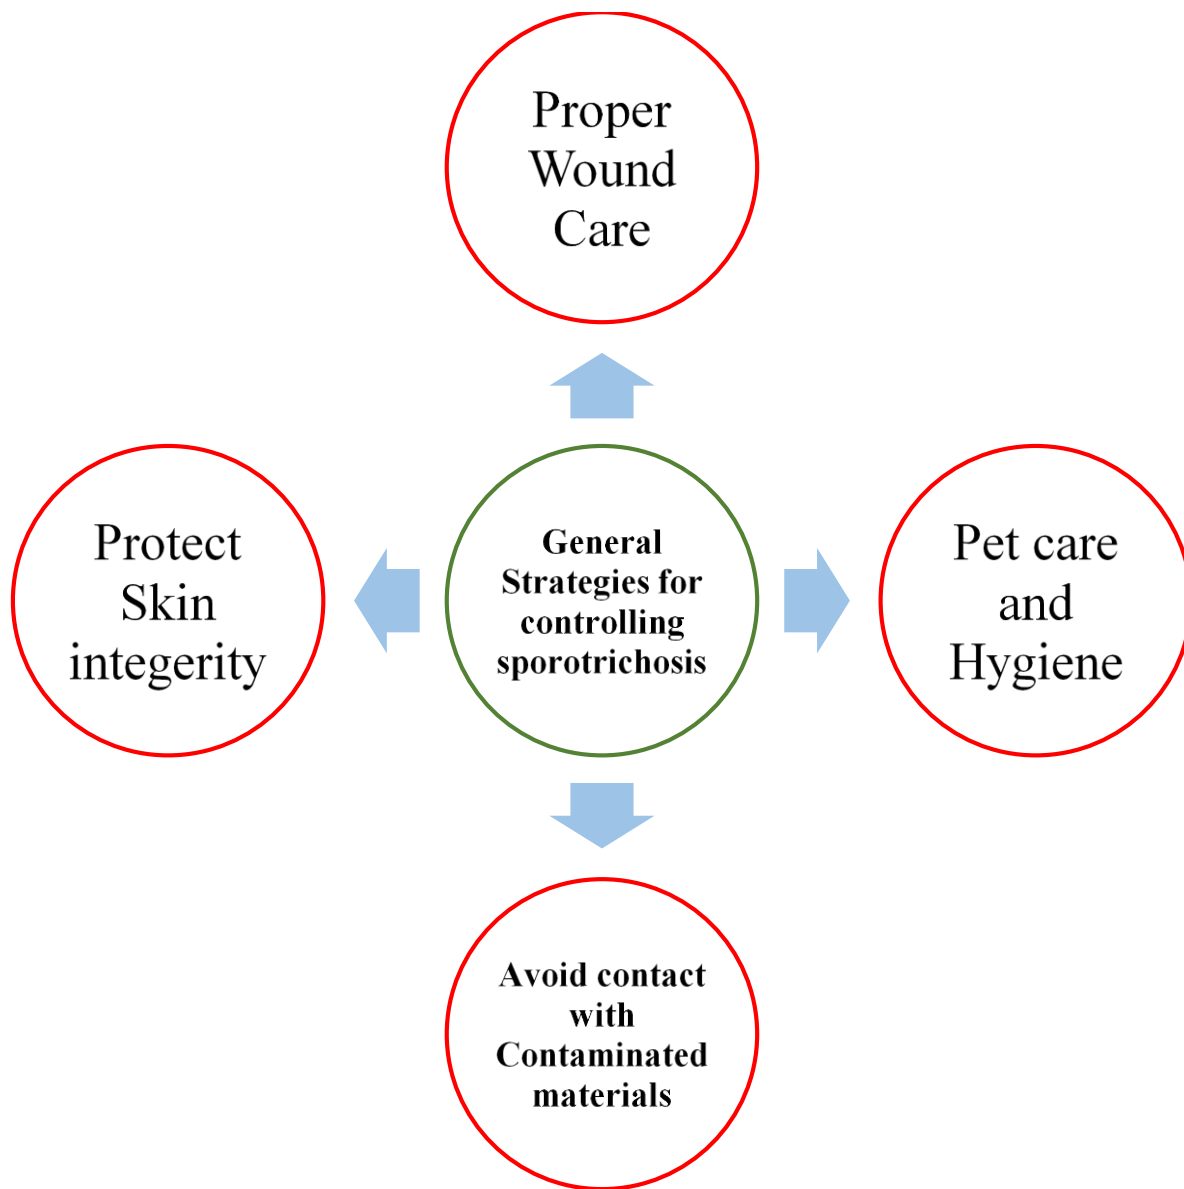 Proper
Wound
Care
Protect
Skin
integerity
General
Strategies for
controlling
sporotrichosis
Pet care
and
Hygiene
Avoid contact
with
Contaminated
materials